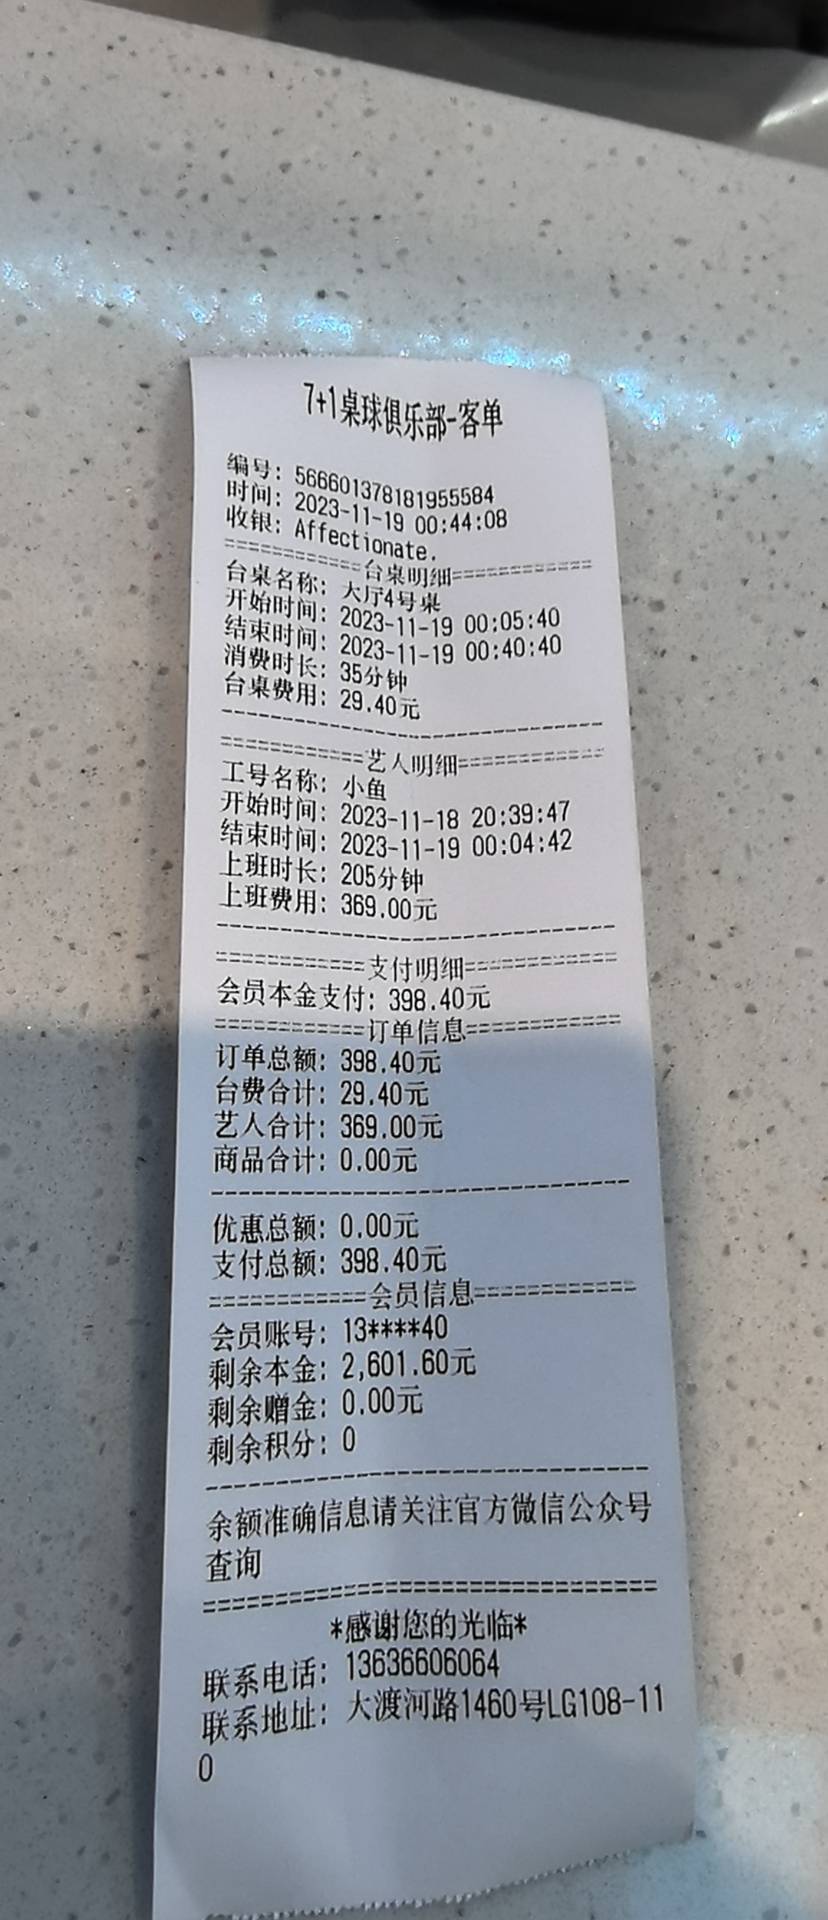 7+1桌球俱乐部-客单
编号: 566601378181955584
时间: 2023-11-19 00:44:08
收银: Affectionate.
============台桌明细============
台桌名称: 大厅4号桌
开始时间: 2023-11-19 00:05:40
结束时间: 2023-11-19 00:40:40
消费时长: 35分钟
台桌费用: 29.40元
--------------------------------
============艺人明细============
工号名称: 小鱼
开始时间: 2023-11-18 20:39:47
结束时间: 2023-11-19 00:04:42
上班时长: 205分钟
上班费用: 369.00元
--------------------------------
============支付明细============
会员本金支付: 398.40元
============订单信息============
订单总额: 398.40元
台费合计: 29.40元
艺人合计: 369.00元
商品合计: 0.00元
--------------------------------
优惠总额: 0.00元
支付总额: 398.40元
============会员信息============
会员账号: 13****40
剩余本金: 2,601.60元
剩余赠金: 0.00元
剩余积分: 0
--------------------------------
余额准确信息请关注官方微信公众号
查询
================================
*感谢您的光临*
联系电话: 13636606064
联系地址: 大渡河路1460号LG108-11
0